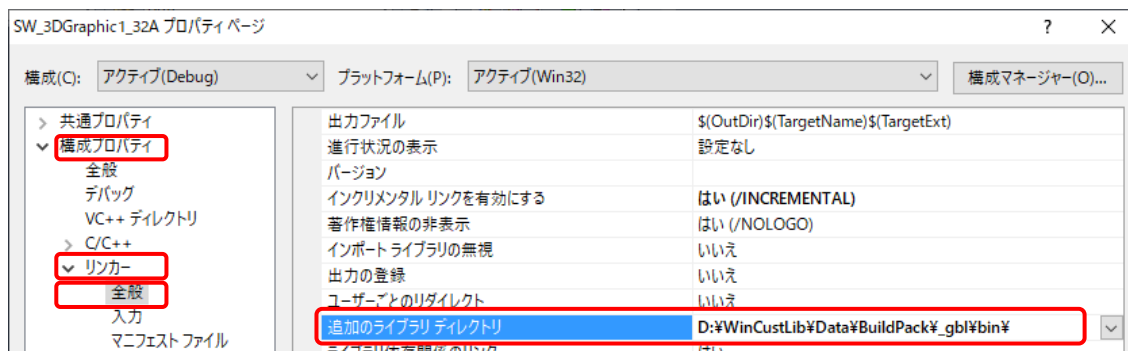 SW_3DGraphic1_32A プロパティ ページ ? ×
構成(C): アクティブ(Debug) プラットフォーム(P): アクティブ(Win32) 構成マネージャー(O)...
共通プロパティ
構成プロパティ
全般
デバッグ
VC++ ディレクトリ
C/C++
リンカー
全般
入力
マニフェスト ファイル
出力ファイル $(OutDir)$(TargetName)$(TargetExt)
進行状況の表示 設定なし
バージョン
インクリメンタル リンクを有効にする はい (/INCREMENTAL)
著作権情報の非表示 はい (/NOLOGO)
インポート ライブラリの無視 いいえ
出力の登録 いいえ
ユーザーごとのリダイレクト いいえ
追加のライブラリ ディレクトリ D:¥WinCustLib¥Data¥BuildPack¥_gbl¥bin¥